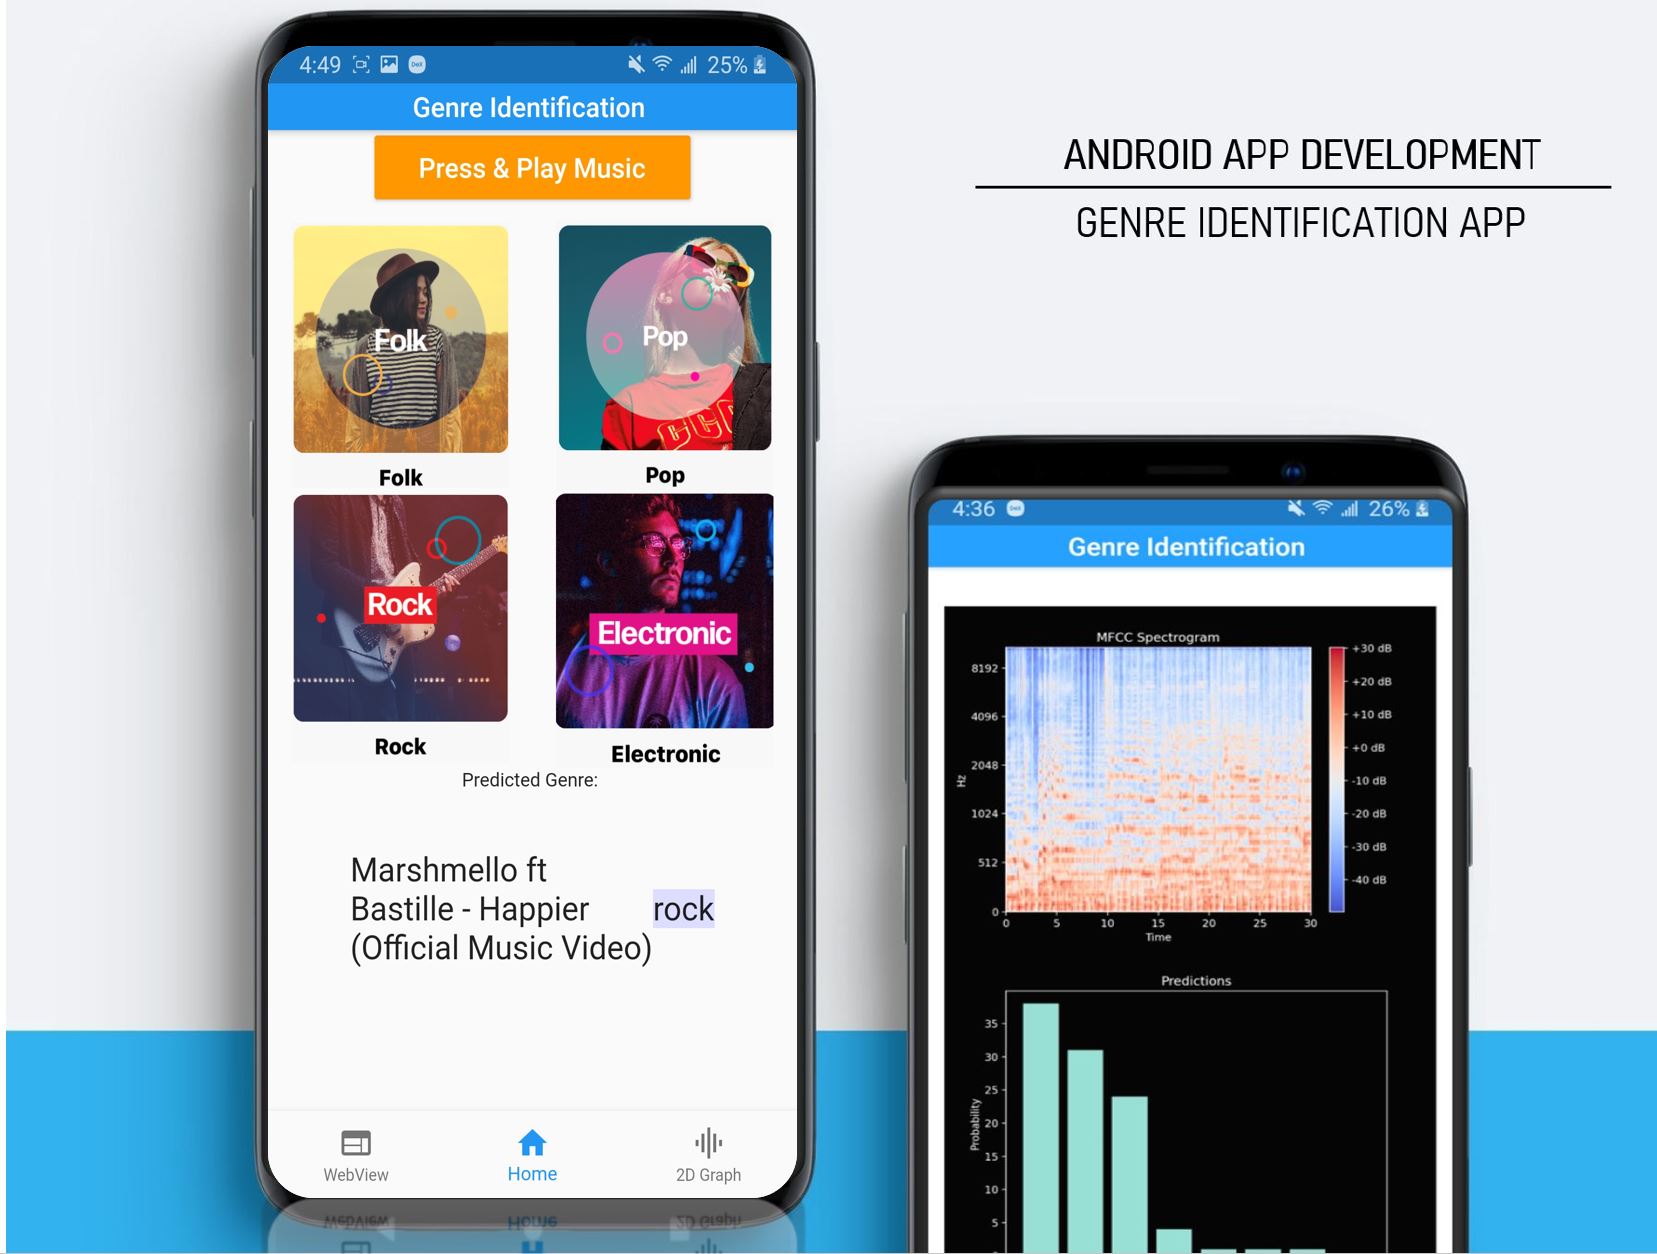 4:49
25%
Genre Identification
Press & Play Music
Folk
Pop
Folk
Pop
Rock
Electronic
Rock
Electronic
Predicted Genre:
Marshmello ft
Bastille - Happier
rock
(Official Music Video)
WebView
Home
2D Graph
ANDROID APP DEVELOPMENT
GENRE IDENTIFICATION APP
4:36
26%
Genre Identification
MFCC Spectrogram
8192
4096
2048
1024
512
0
Hz
0 5 10 15 20 25 30
Time
+30 dB
+20 dB
+10 dB
+0 dB
-10 dB
-20 dB
-30 dB
-40 dB
Predictions
35
30
25
20
15
10
5
Probability